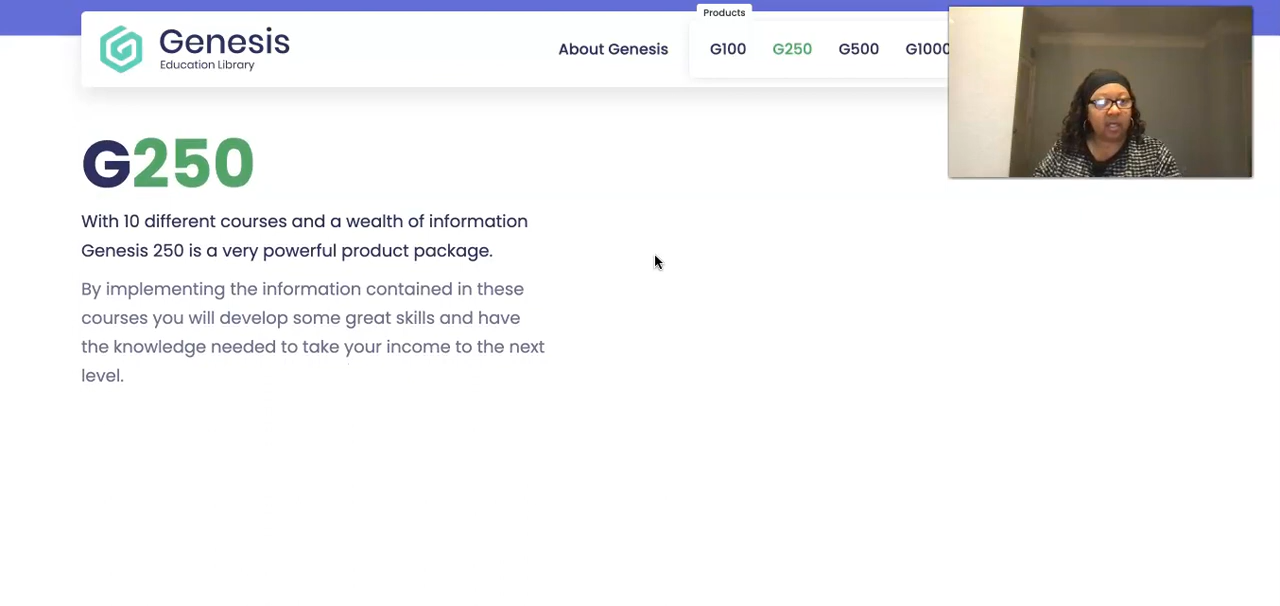 Products
Genesis
Education Library
About Genesis
G100
G250
G500
G1000
G250
With 10 different courses and a wealth of information
Genesis 250 is a very powerful product package.
By implementing the information contained in these
courses you will develop some great skills and have
the knowledge needed to take your income to the next
level.